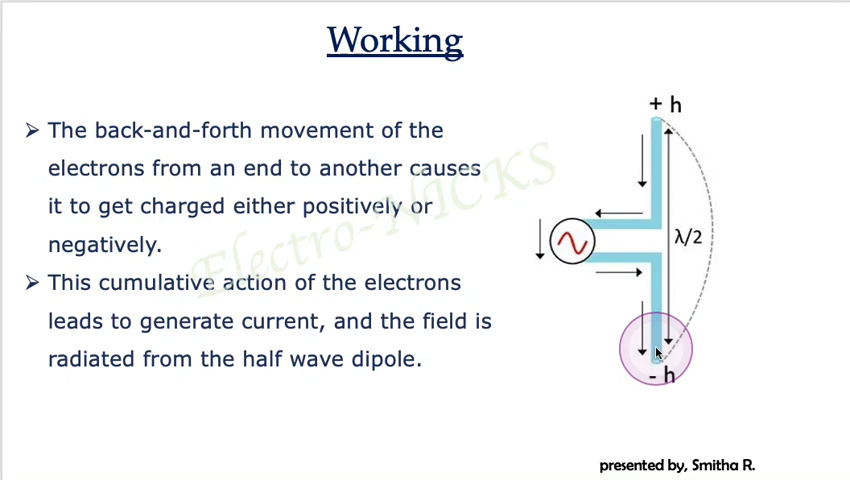 Working
➢ The back-and-forth movement of the
electrons from an end to another causes
it to get charged either positively or
negatively.
➢ This cumulative action of the electrons
leads to generate current, and the field is
radiated from the half wave dipole.
+ h
λ/2
- h
Electro-NICKS
presented by, Smitha R.